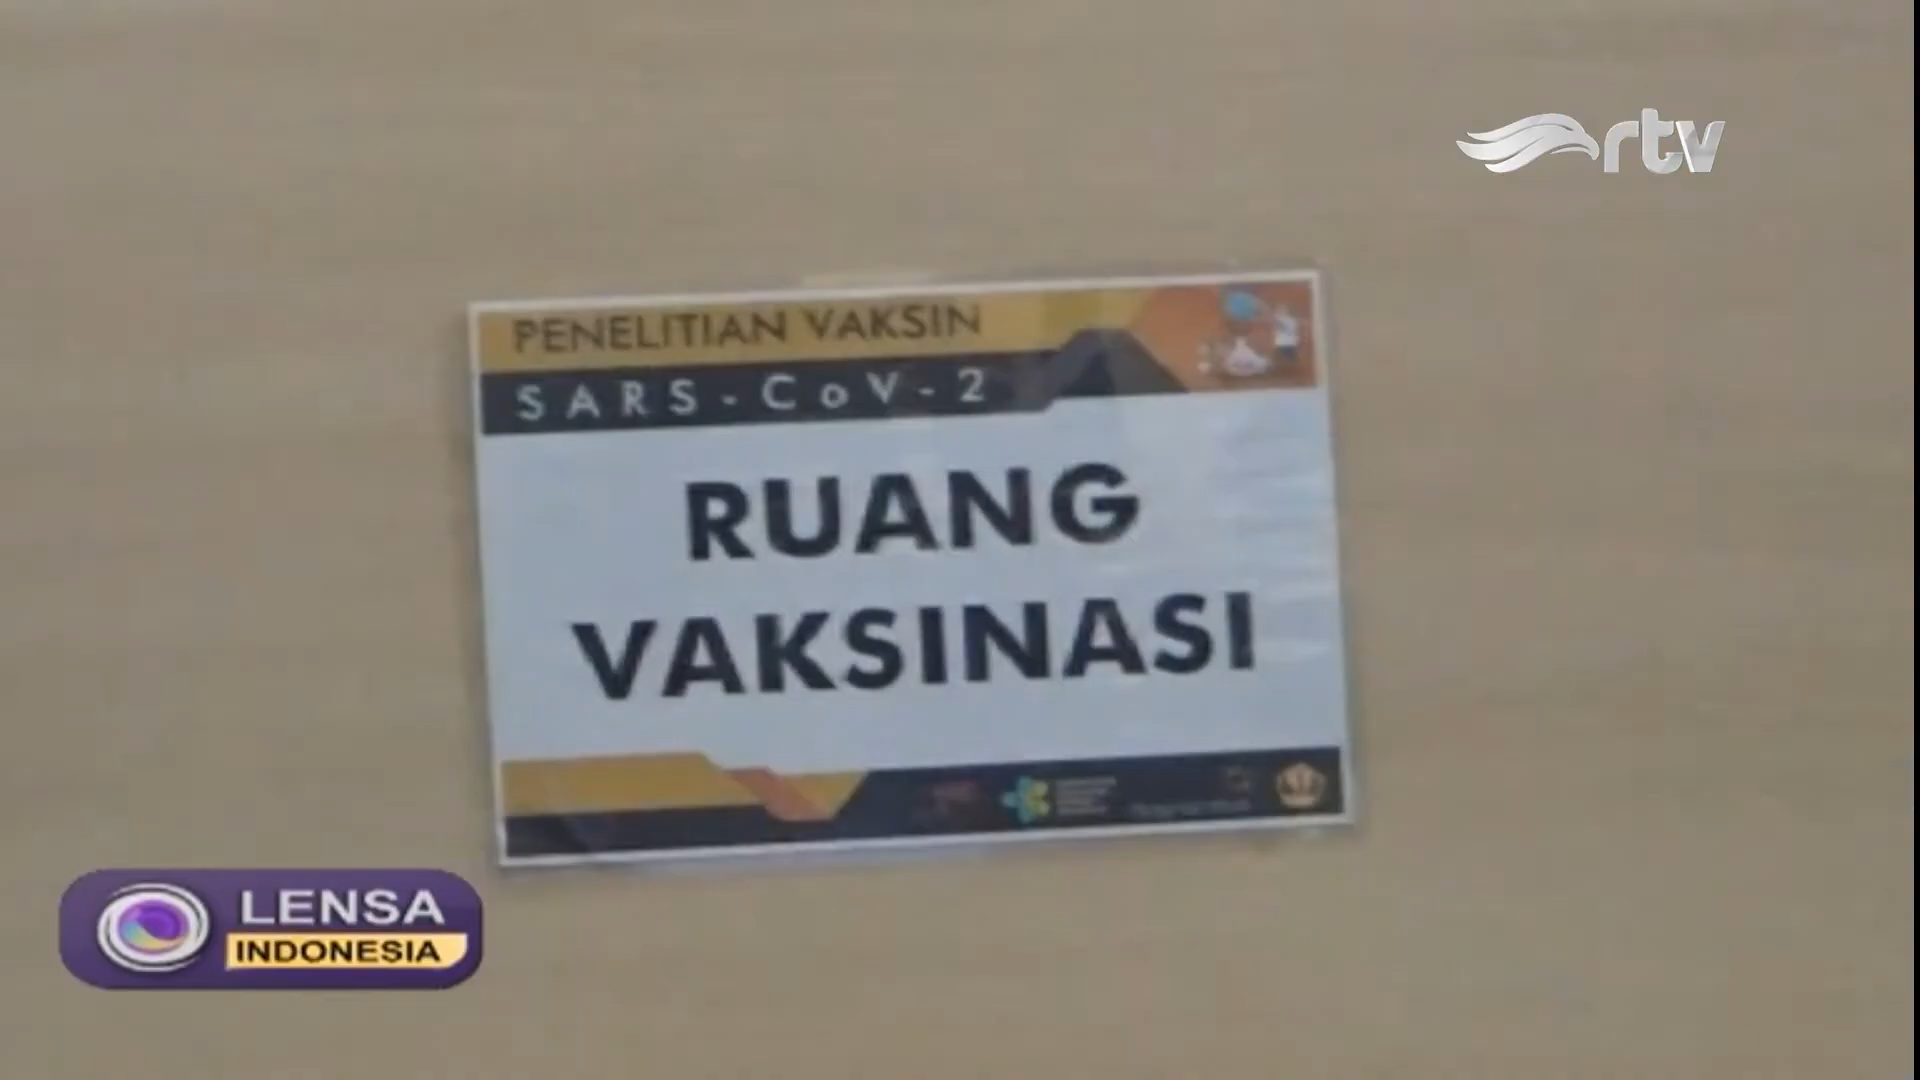 rtv
PENELITIAN VAKSIN
SARS-CoV-2
RUANG
VAKSINASI
LENSA
INDONESIA